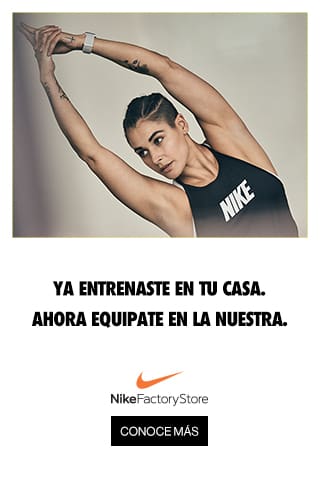 NIKE
YA ENTRENASTE EN TU CASA.
AHORA EQUIPATE EN LA NUESTRA.
NikeFactoryStore
CONOCE MÁS